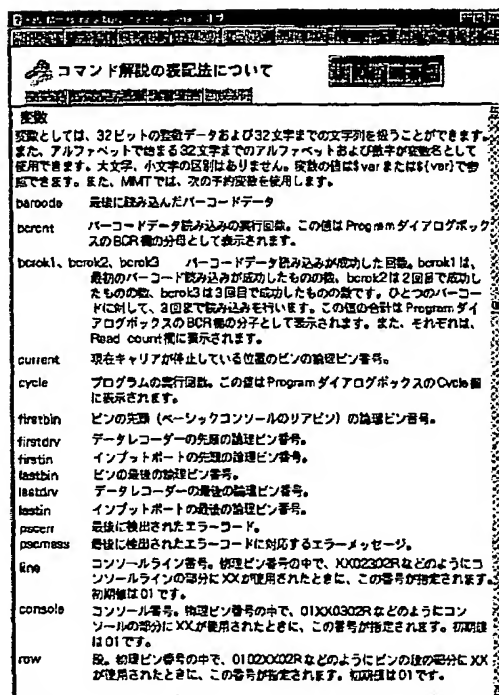 コマンド解説の表記法について
変数
変数としては、32ビットの整数データおよび32文字までの文字列を扱うことができます。
また、アルファベットで始まる32文字までのアルファベットおよび数字が変数名として
使用できます。大文字、小文字の区別はありません。変数の値は$varまたは${var}で参
照できます。また、MMTでは、次の予約変数を使用します。
barcode 最後に読み込んだバーコードデータ
bcrcnt バーコードデータ読み込みの実行回数。この値はProgramダイアログボック
スのBCR欄の分母として表示されます。
bcrok1、bcrok2、bcrok3 バーコードデータ読み込みが成功した回数。bcrok1は、
最初のバーコード読み込みが成功したものの数、bcrok2は2回目で成功し
たものの数、bcrok3は3回目で成功したものの数です。ひとつのバーコー
ドに対して、3回まで読み込みを行います。この値の合計はProgramダイ
アログボックスのBCR欄の分子として表示されます。また、それぞれは、
Read count欄に表示されます。
current 現在キャリアが停止している位置のビンの論理ビン番号。
cycle プログラムの実行回数。この値はProgramダイアログボックスのCycle欄
に表示されます。
firstbin ビンの先頭（ベーシックコンソールのリアビン）の論理ビン番号。
firstdrv データレコーダーの先頭の論理ビン番号。
firstin インプットポートの先頭の論理ビン番号。
lastbin ビンの最後の論理ビン番号。
lastdrv データレコーダーの最後の論理ビン番号。
lastin インプットポートの最後の論理ビン番号。
pscerr 最後に検出されたエラーコード。
pscmess 最後に検出されたエラーコードに対応するエラーメッセージ。
line コンソールライン番号。物理ビン番号の中で、XX02302Rなどのようにコ
ンソールラインの部分にXXが使用されたときに、この番号が指定されます。
初期値は01です。
console コンソール番号。物理ビン番号の中で、01XX0302Rなどのようにコン
ソールの部分にXXが使用されたときに、この番号が指定されます。初期値
は01です。
row 段。物理ビン番号の中で、0102XX02Rなどのようにビンの段の部分にXX
が使用されたときに、この番号が指定されます。初期値は01です。